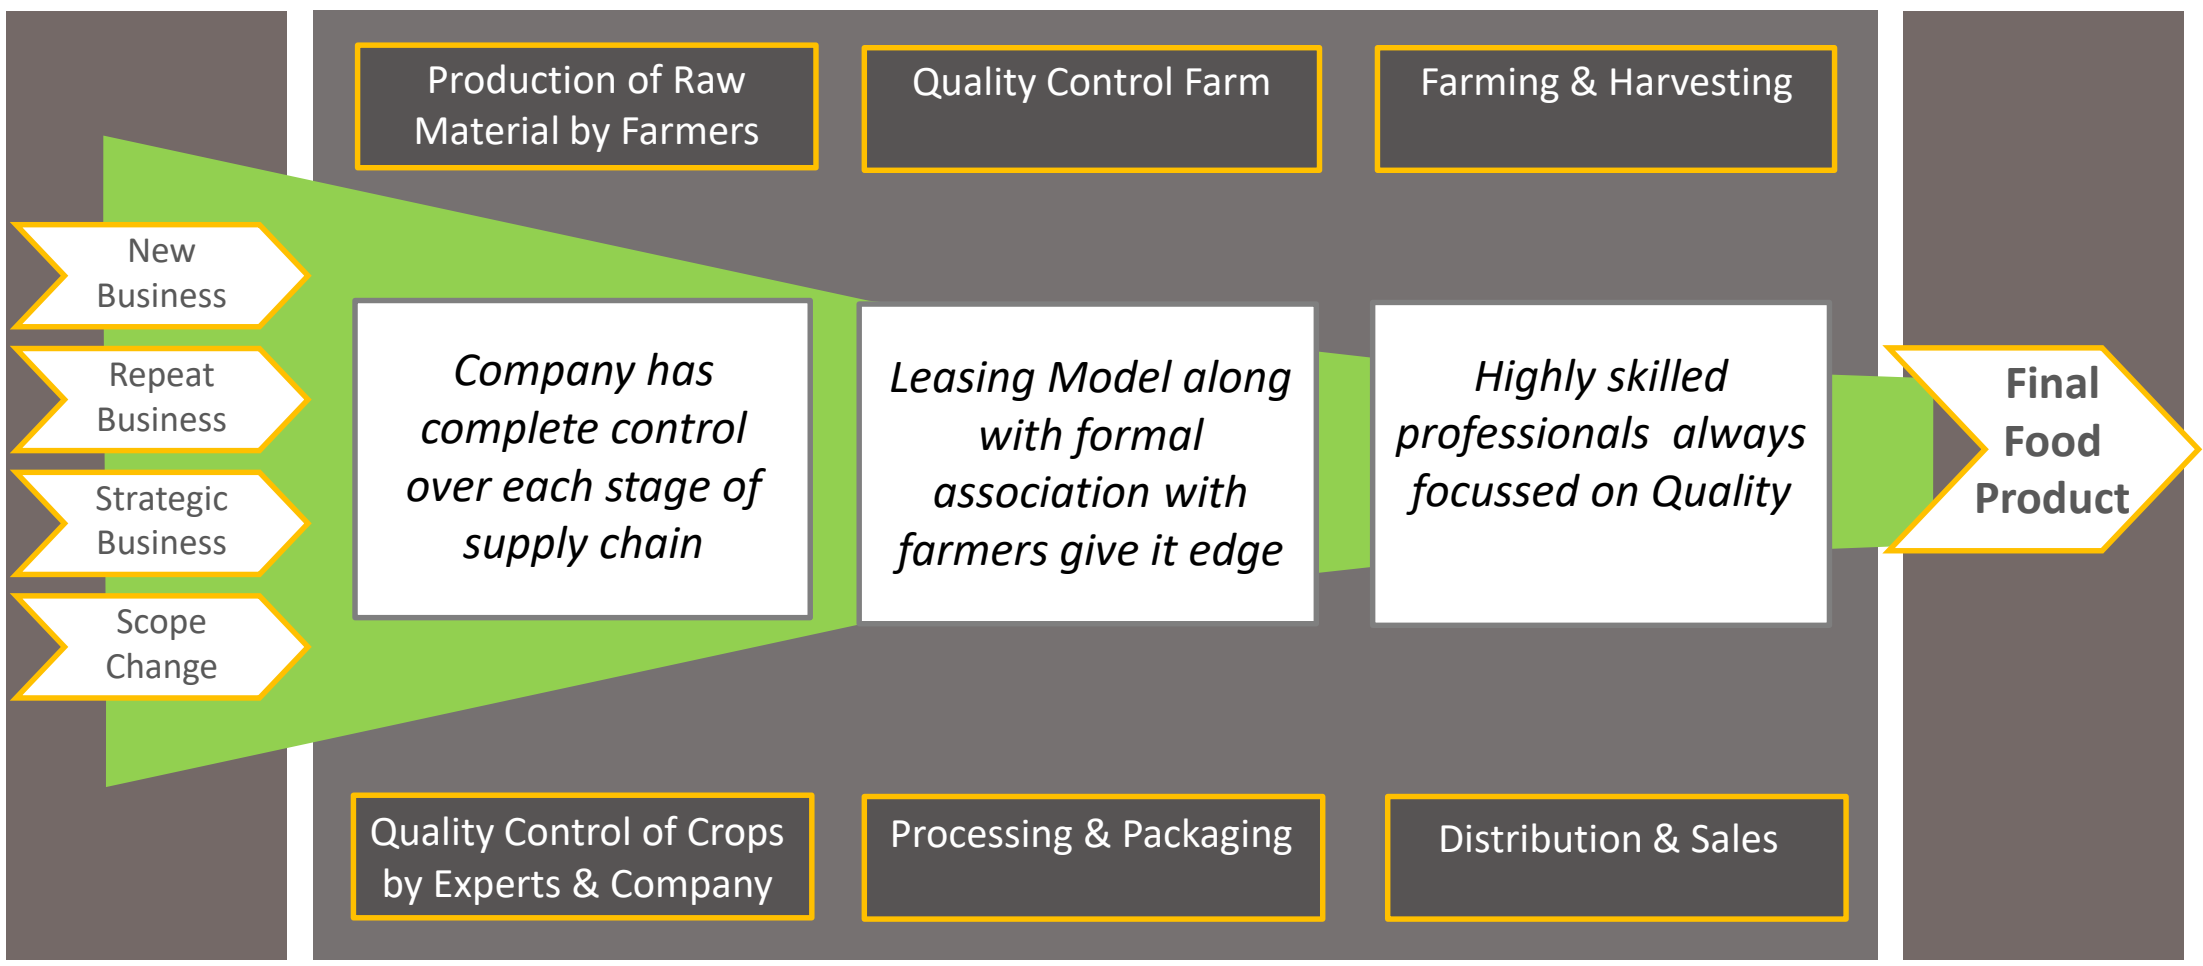 Production of Raw
Material by Farmers
Quality Control Farm
Farming & Harvesting
New
Business
Repeat
Business
Strategic
Business
Scope
Change
Company has
complete control
over each stage of
supply chain
Leasing Model along
with formal
association with
farmers give it edge
Highly skilled
professionals  always
focussed on Quality
Final
Food
Product
Quality Control of Crops
by Experts & Company
Processing & Packaging
Distribution & Sales